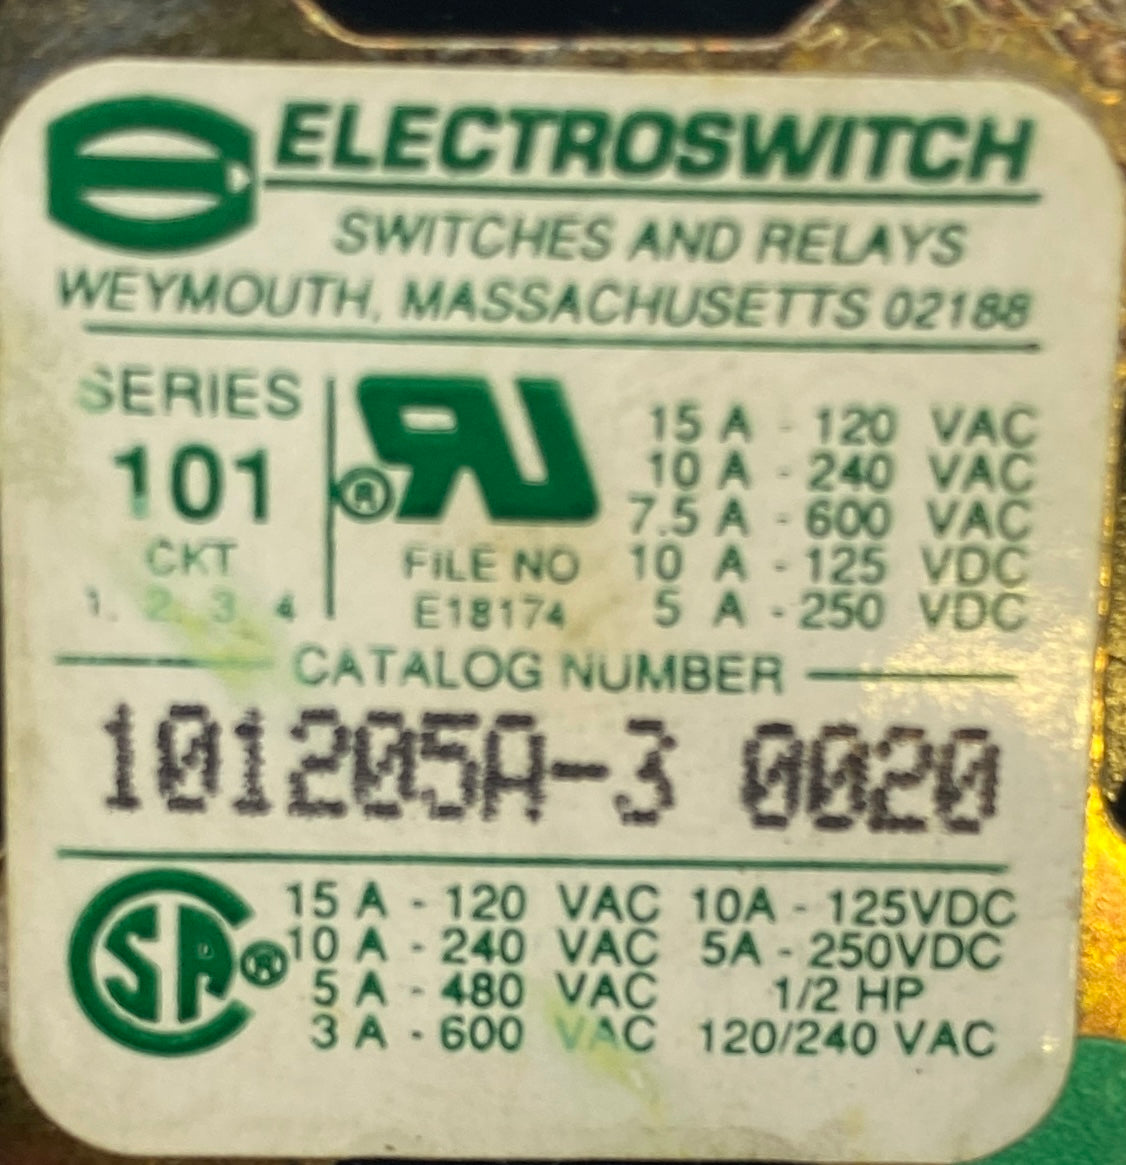 ELECTROSWITCH
SWITCHES AND RELAYS
WEYMOUTH, MASSACHUSETTS 02188
SERIES
101
CKT
1. 2 3 4
RU®
FILE NO
E18174
15 A - 120 VAC
10 A - 240 VAC
7.5 A - 600 VAC
10 A - 125 VDC
5 A - 250 VDC
CATALOG NUMBER
101205A-3 0020
CSA®
15 A - 120 VAC 10A - 125VDC
10 A - 240 VAC 5A - 250VDC
5 A - 480 VAC 1/2 HP
3 A - 600 VAC 120/240 VAC